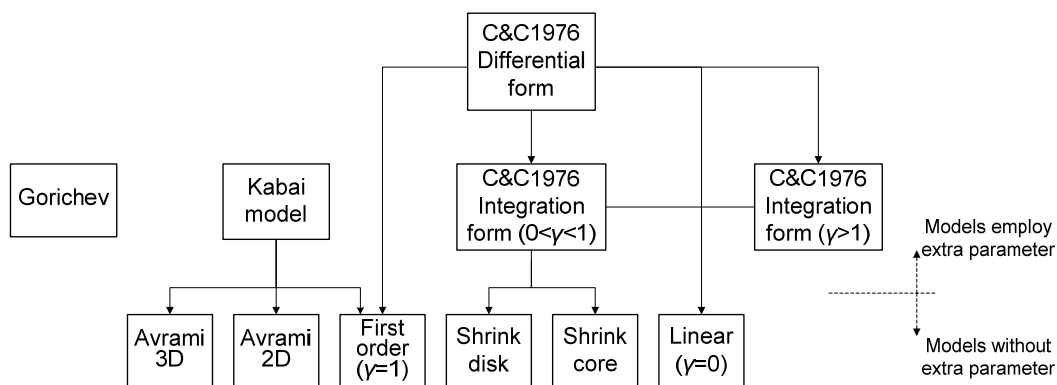 C&C1976
Differential
form
Gorichev
Kabai
model
C&C1976
Integration
form (0<γ<1)
C&C1976
Integration
form (γ>1)
Models employ
extra parameter
Avrami
3D
Avrami
2D
First
order
(γ=1)
Shrink
disk
Shrink
core
Linear
(γ=0)
Models without
extra parameter